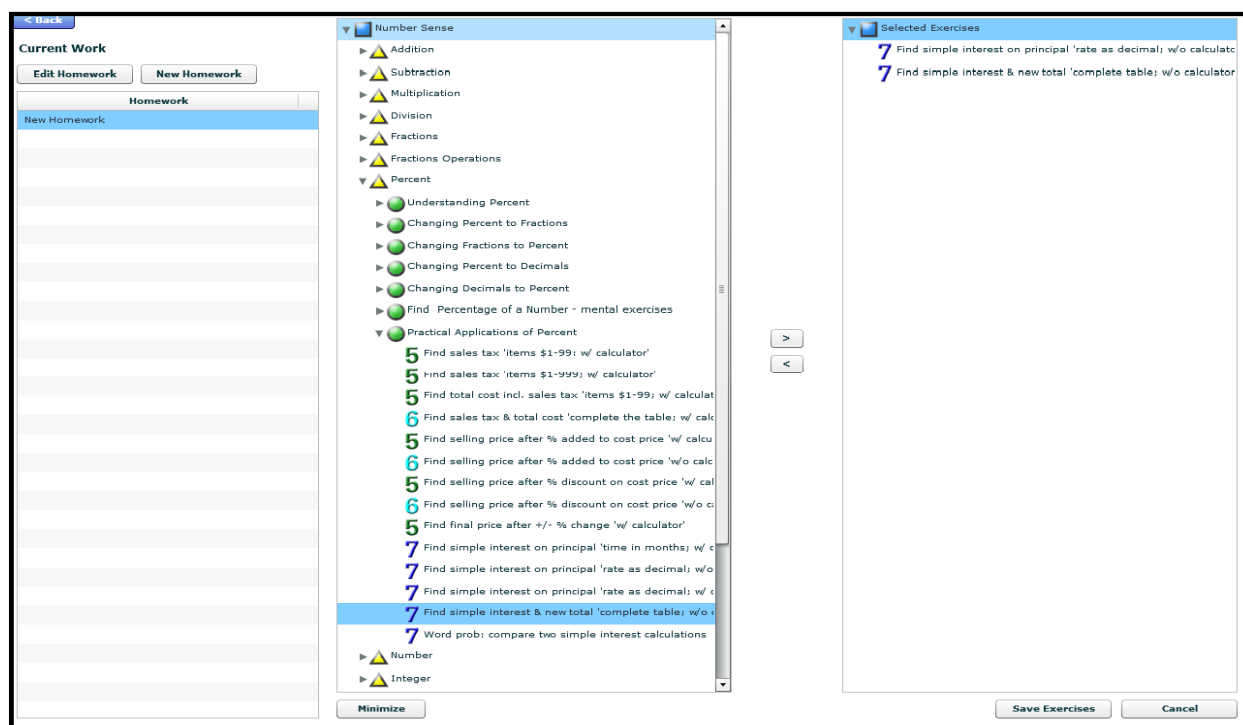 < Back
Current Work
Edit Homework
New Homework
Homework
New Homework
Number Sense
Addition
Subtraction
Multiplication
Division
Fractions
Fractions Operations
Percent
Understanding Percent
Changing Percent to Fractions
Changing Fractions to Percent
Changing Percent to Decimals
Changing Decimals to Percent
Find Percentage of a Number - mental exercises
Practical Applications of Percent
5 Find sales tax 'items $1-99; w/ calculator'
5 Find sales tax 'items $1-999; w/ calculator'
5 Find total cost incl. sales tax 'items $1-99; w/ calculat
6 Find sales tax & total cost 'complete the table; w/ calc
5 Find selling price after % added to cost price 'w/ calcu
6 Find selling price after % added to cost price 'w/o calc
5 Find selling price after % discount on cost price 'w/ cal
6 Find selling price after % discount on cost price 'w/o c
5 Find final price after +/- % change 'w/ calculator'
7 Find simple interest on principal 'time in months; w/ c
7 Find simple interest on principal 'rate as decimal; w/o
7 Find simple interest on principal 'rate as decimal; w/ c
7 Find simple interest & new total 'complete table; w/o c
7 Word prob: compare two simple interest calculations
Number
Integer
Minimize
>
<
Selected Exercises
7 Find simple interest on principal 'rate as decimal; w/o calculatc
7 Find simple interest & new total 'complete table; w/o calculator
Save Exercises
Cancel